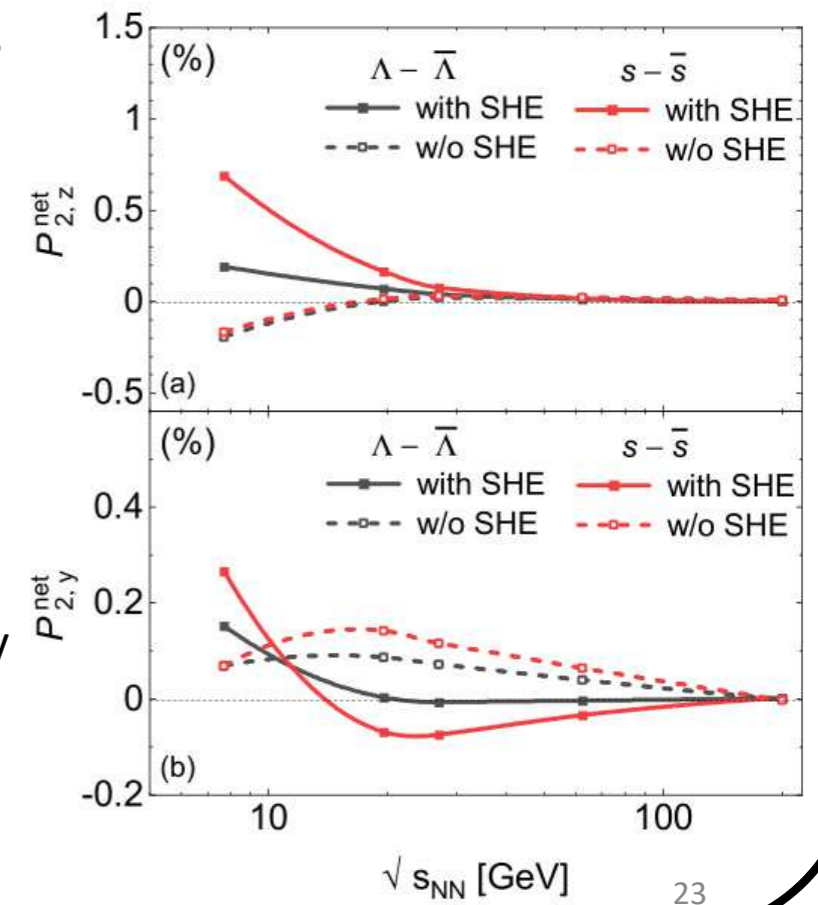 1.5
(%)
Λ – Λ̅
s – s̅
with SHE
with SHE
w/o SHE
w/o SHE
1
0.5
0
-0.5
P^net_2, z
(a)
(%)
Λ – Λ̅
s – s̅
with SHE
with SHE
w/o SHE
w/o SHE
0.4
0.2
0
-0.2
P^net_2, y
(b)
10
100
√ s_NN [GeV]
23